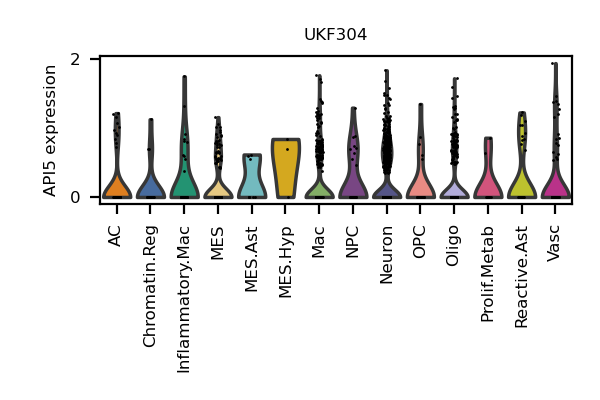 UKF304
API5 expression
2
0
AC
Chromatin.Reg
Inflammatory.Mac
MES
MES.Ast
MES.Hyp
Mac
NPC
Neuron
OPC
Oligo
Prolif.Metab
Reactive.Ast
Vasc